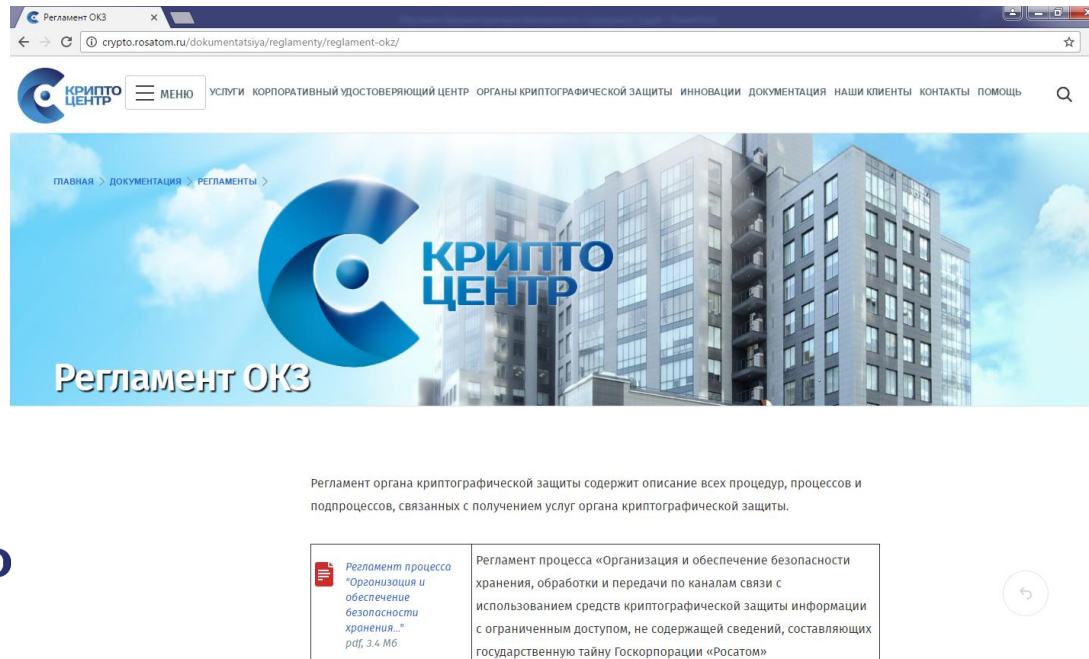 Регламент ОКЗ
crypto.rosatom.ru/dokumentatsiya/reglamenty/reglament-okz/
КРИПТО
ЦЕНТР
МЕНЮ УСЛУГИ КОРПОРАТИВНЫЙ УДОСТОВЕРЯЮЩИЙ ЦЕНТР ОРГАНЫ КРИПТОГРАФИЧЕСКОЙ ЗАЩИТЫ ИННОВАЦИИ ДОКУМЕНТАЦИЯ НАШИ КЛИЕНТЫ КОНТАКТЫ ПОМОЩЬ
ГЛАВНАЯ > ДОКУМЕНТАЦИЯ > РЕГЛАМЕНТЫ >
КРИПТО
ЦЕНТР
Регламент ОКЗ
Регламент органа криптографической защиты содержит описание всех процедур, процессов и
подпроцессов, связанных с получением услуг органа криптографической защиты.
Регламент процесса
"Организация и
обеспечение
безопасности
хранения..."
pdf, 3.4 Мб
Регламент процесса «Организация и обеспечение безопасности
хранения, обработки и передачи по каналам связи с
использованием средств криптографической защиты информации
с ограниченным доступом, не содержащей сведений, составляющих
государственную тайну Госкорпорации «Росатом»